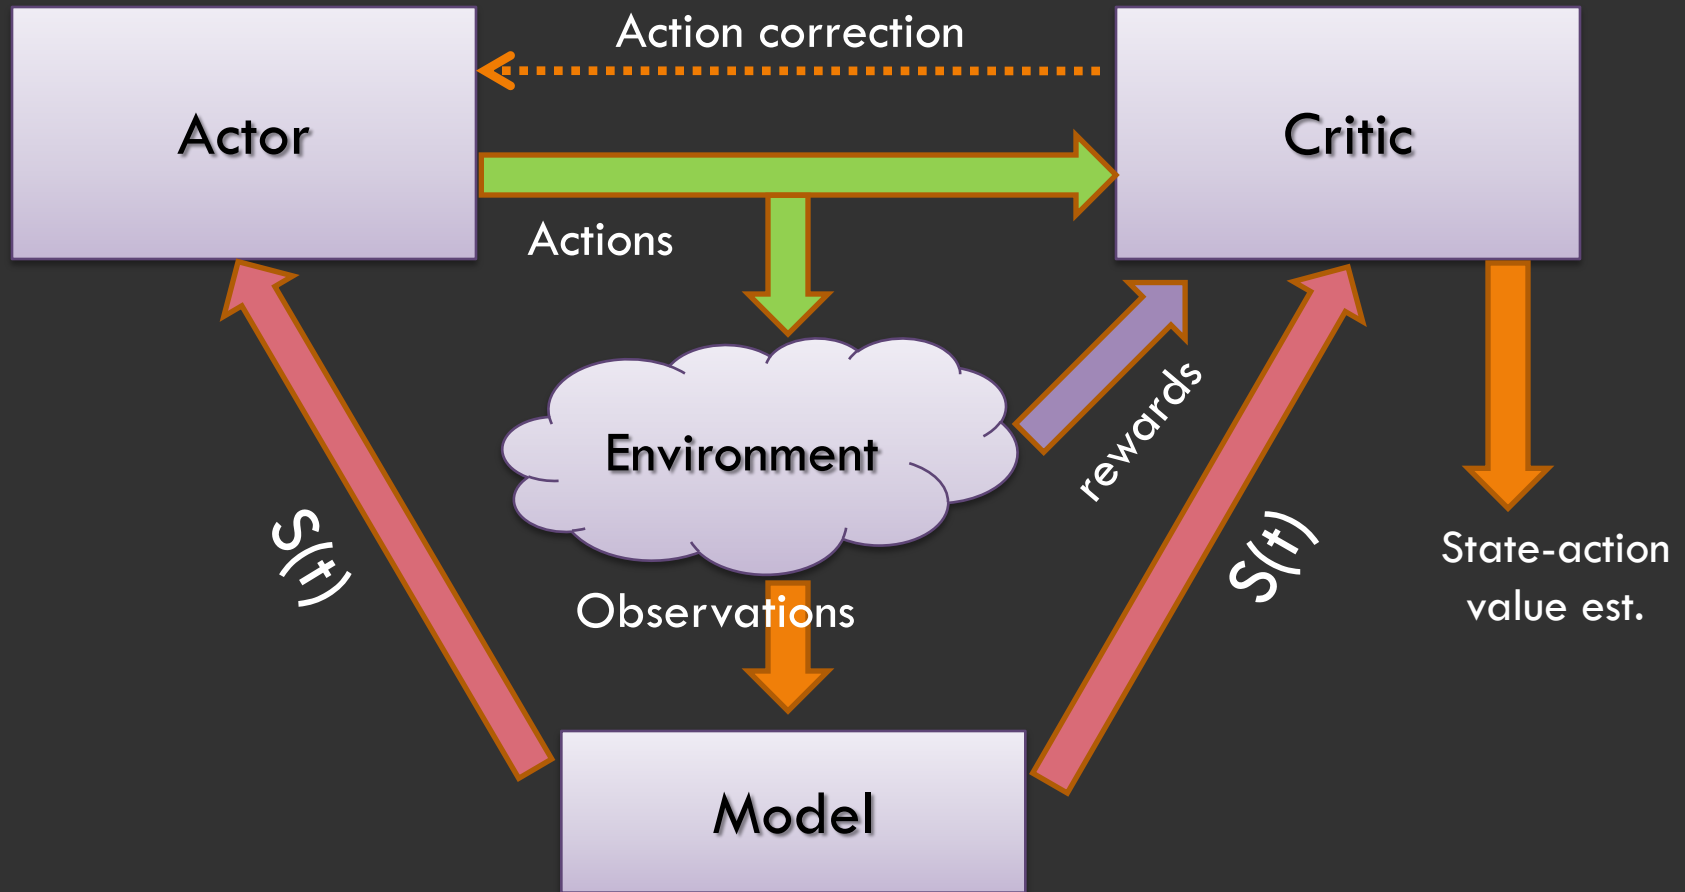 Action correction
Actor
Critic
Actions
Environment
rewards
S(t)
S(t)
State-action
value est.
Observations
Model